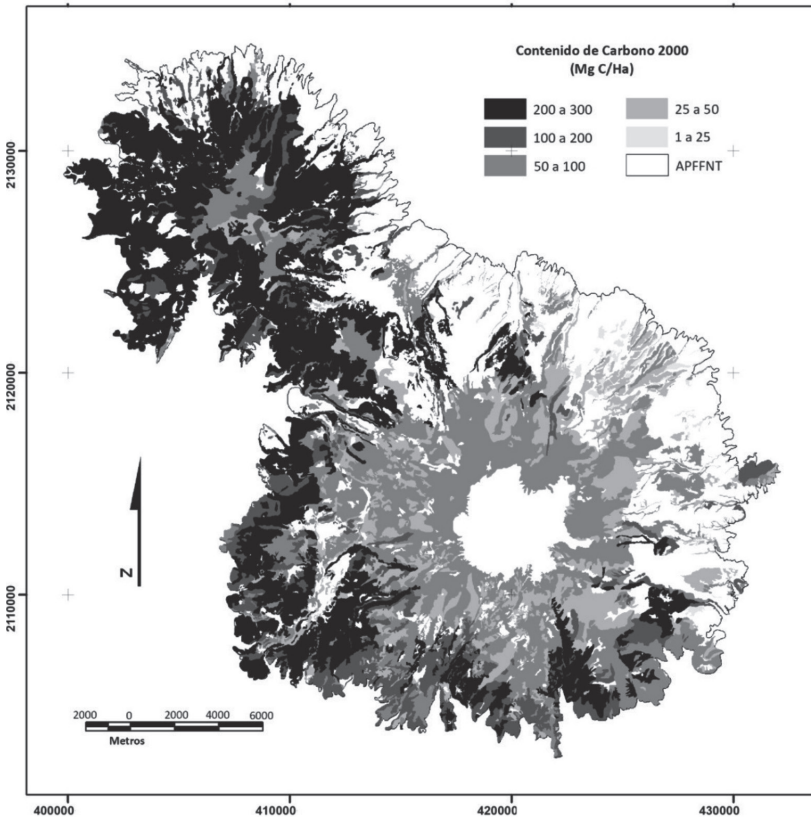 Contenido de Carbono 2000
(Mg C/Ha)
200 a 300
25 a 50
100 a 200
1 a 25
50 a 100
APFFNT
2130000
2120000
2110000
N
2000 0 2000 4000 6000
Metros
400000 410000 420000 430000